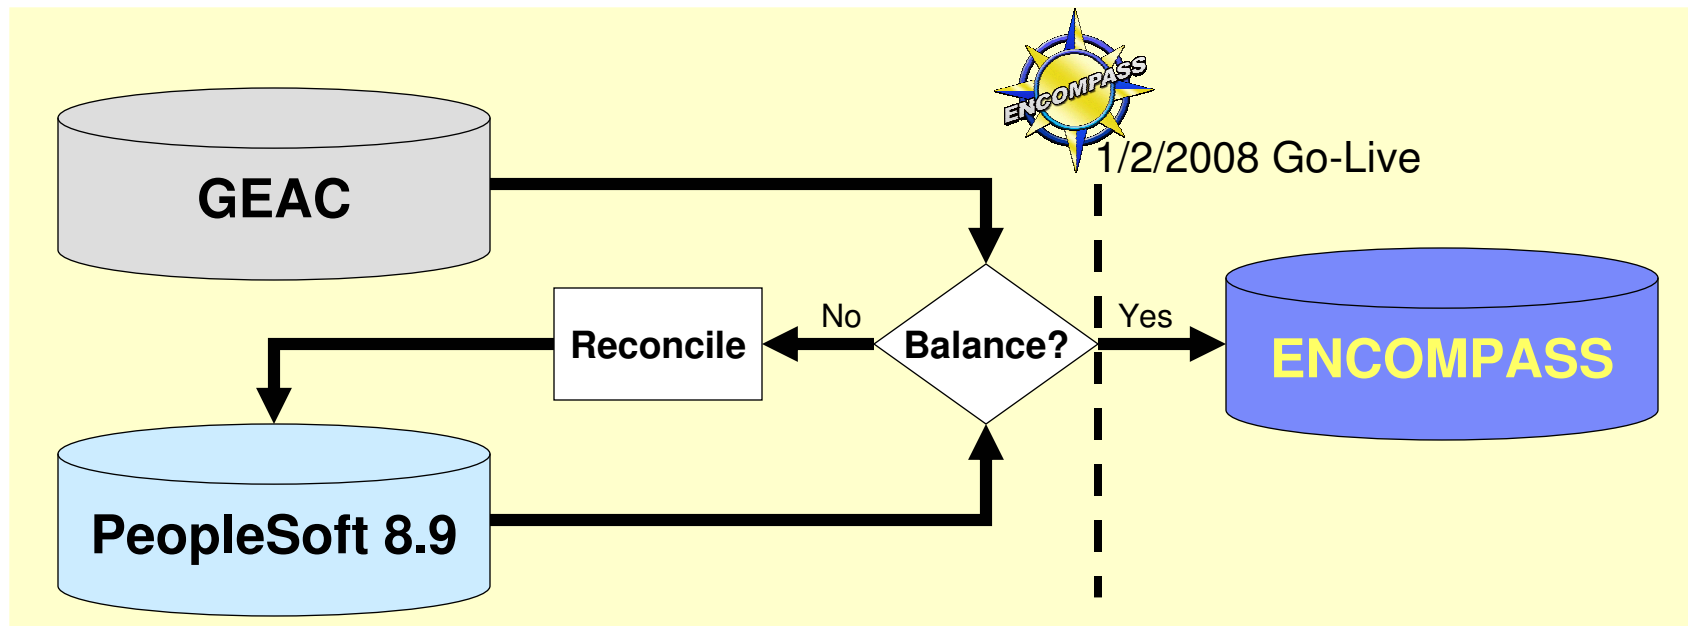 ENCOMPASS
1/2/2008 Go-Live
GEAC
No
Yes
Reconcile
Balance?
ENCOMPASS
PeopleSoft 8.9